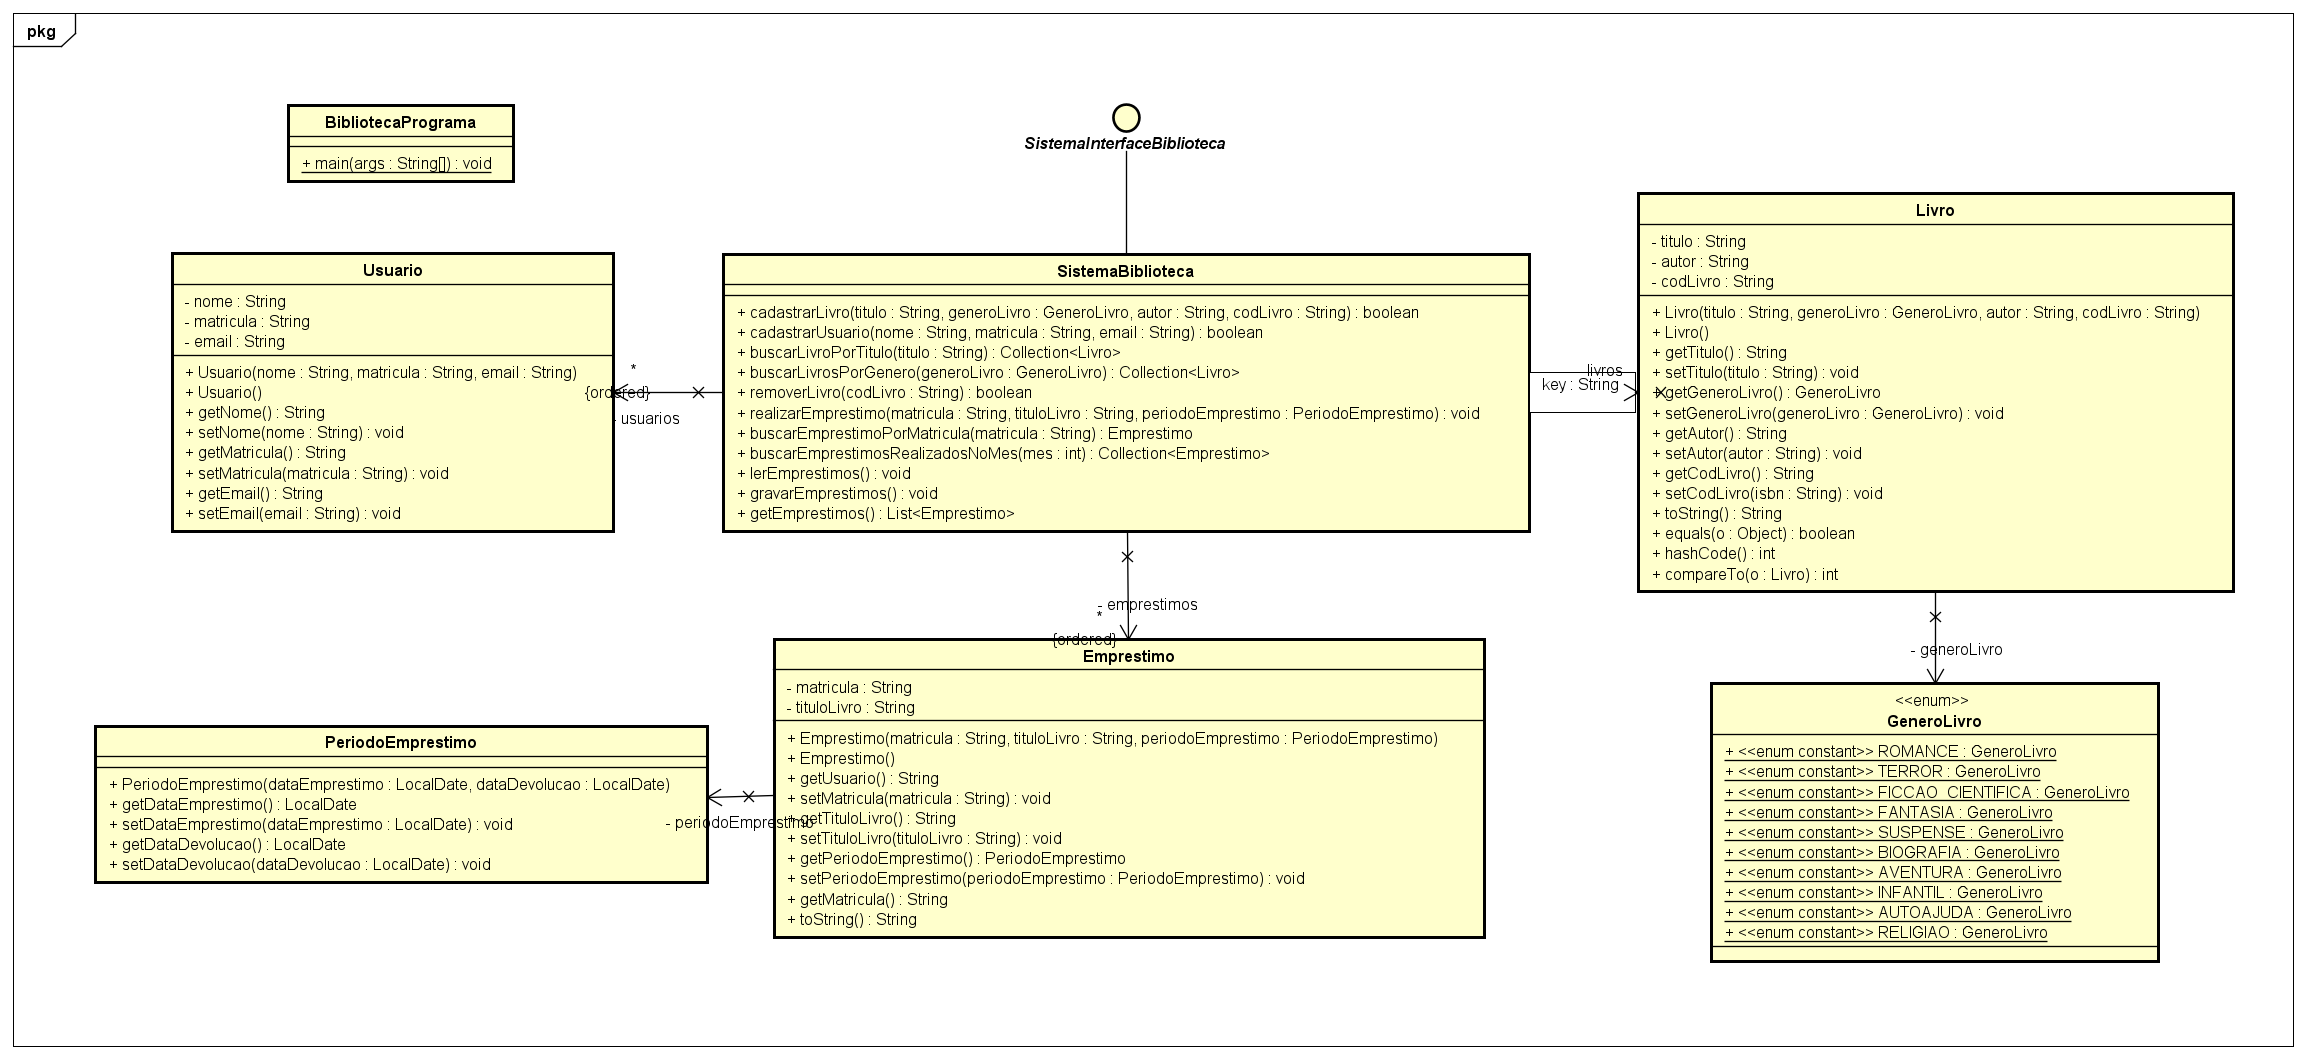 pkg
BibliotecaPrograma
+ main(args : String[]) : void
SistemaInterfaceBiblioteca
Usuario
- nome : String
- matricula : String
- email : String
+ Usuario(nome : String, matricula : String, email : String)
+ Usuario()
+ getNome() : String
+ setNome(nome : String) : void
+ getMatricula() : String
+ setMatricula(matricula : String) : void
+ getEmail() : String
+ setEmail(email : String) : void
*
{ordered}
- usuarios
SistemaBiblioteca
+ cadastrarLivro(titulo : String, generoLivro : GeneroLivro, autor : String, codLivro : String) : boolean
+ cadastrarUsuario(nome : String, matricula : String, email : String) : boolean
+ buscarLivroPorTitulo(titulo : String) : Collection<Livro>
+ buscarLivrosPorGenero(generoLivro : GeneroLivro) : Collection<Livro>
+ removerLivro(codLivro : String) : boolean
+ realizarEmprestimo(matricula : String, tituloLivro : String, periodoEmprestimo : PeriodoEmprestimo) : void
+ buscarEmprestimoPorMatricula(matricula : String) : Emprestimo
+ buscarEmprestimosRealizadosNoMes(mes : int) : Collection<Emprestimo>
+ lerEmprestimos() : void
+ gravarEmprestimos() : void
+ getEmprestimos() : List<Emprestimo>
livros
key : String
Livro
- titulo : String
- autor : String
- codLivro : String
+ Livro(titulo : String, generoLivro : GeneroLivro, autor : String, codLivro : String)
+ Livro()
+ getTitulo() : String
+ setTitulo(titulo : String) : void
+ getGeneroLivro() : GeneroLivro
+ setGeneroLivro(generoLivro : GeneroLivro) : void
+ getAutor() : String
+ setAutor(autor : String) : void
+ getCodLivro() : String
+ setCodLivro(isbn : String) : void
+ toString() : String
+ equals(o : Object) : boolean
+ hashCode() : int
+ compareTo(o : Livro) : int
- emprestimos
*
{ordered}
Emprestimo
- matricula : String
- tituloLivro : String
+ Emprestimo(matricula : String, tituloLivro : String, periodoEmprestimo : PeriodoEmprestimo)
+ Emprestimo()
+ getUsuario() : String
+ setMatricula(matricula : String) : void
+ getTituloLivro() : String
+ setTituloLivro(tituloLivro : String) : void
+ getPeriodoEmprestimo() : PeriodoEmprestimo
+ setPeriodoEmprestimo(periodoEmprestimo : PeriodoEmprestimo) : void
+ getMatricula() : String
+ toString() : String
- periodoEmprestimo
PeriodoEmprestimo
+ PeriodoEmprestimo(dataEmprestimo : LocalDate, dataDevolucao : LocalDate)
+ getDataEmprestimo() : LocalDate
+ setDataEmprestimo(dataEmprestimo : LocalDate) : void
+ getDataDevolucao() : LocalDate
+ setDataDevolucao(dataDevolucao : LocalDate) : void
- generoLivro
<<enum>>
GeneroLivro
+ <<enum constant>> ROMANCE : GeneroLivro
+ <<enum constant>> TERROR : GeneroLivro
+ <<enum constant>> FICCAO_CIENTIFICA : GeneroLivro
+ <<enum constant>> FANTASIA : GeneroLivro
+ <<enum constant>> SUSPENSE : GeneroLivro
+ <<enum constant>> BIOGRAFIA : GeneroLivro
+ <<enum constant>> AVENTURA : GeneroLivro
+ <<enum constant>> INFANTIL : GeneroLivro
+ <<enum constant>> AUTOAJUDA : GeneroLivro
+ <<enum constant>> RELIGIAO : GeneroLivro